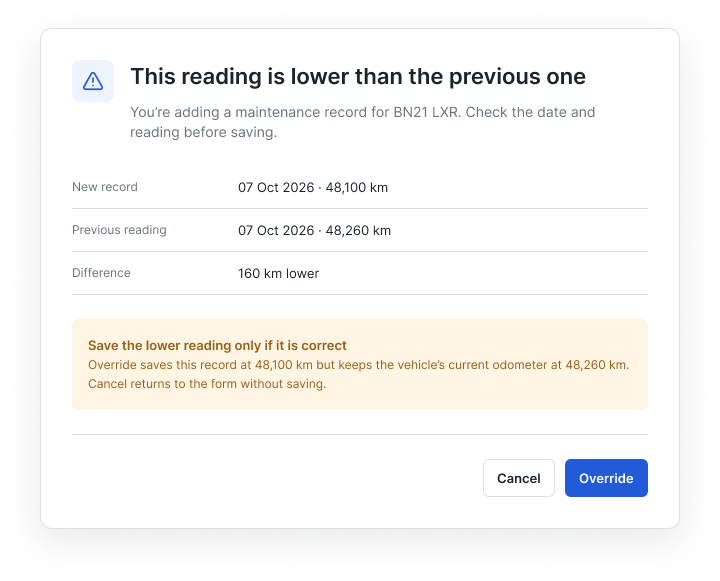 This reading is lower than the previous one
You’re adding a maintenance record for BN21 LXR. Check the date and
reading before saving.
New record 07 Oct 2026 · 48,100 km
Previous reading 07 Oct 2026 · 48,260 km
Difference 160 km lower
Save the lower reading only if it is correct
Override saves this record at 48,100 km but keeps the vehicle’s current odometer at 48,260 km.
Cancel returns to the form without saving.
Cancel Override